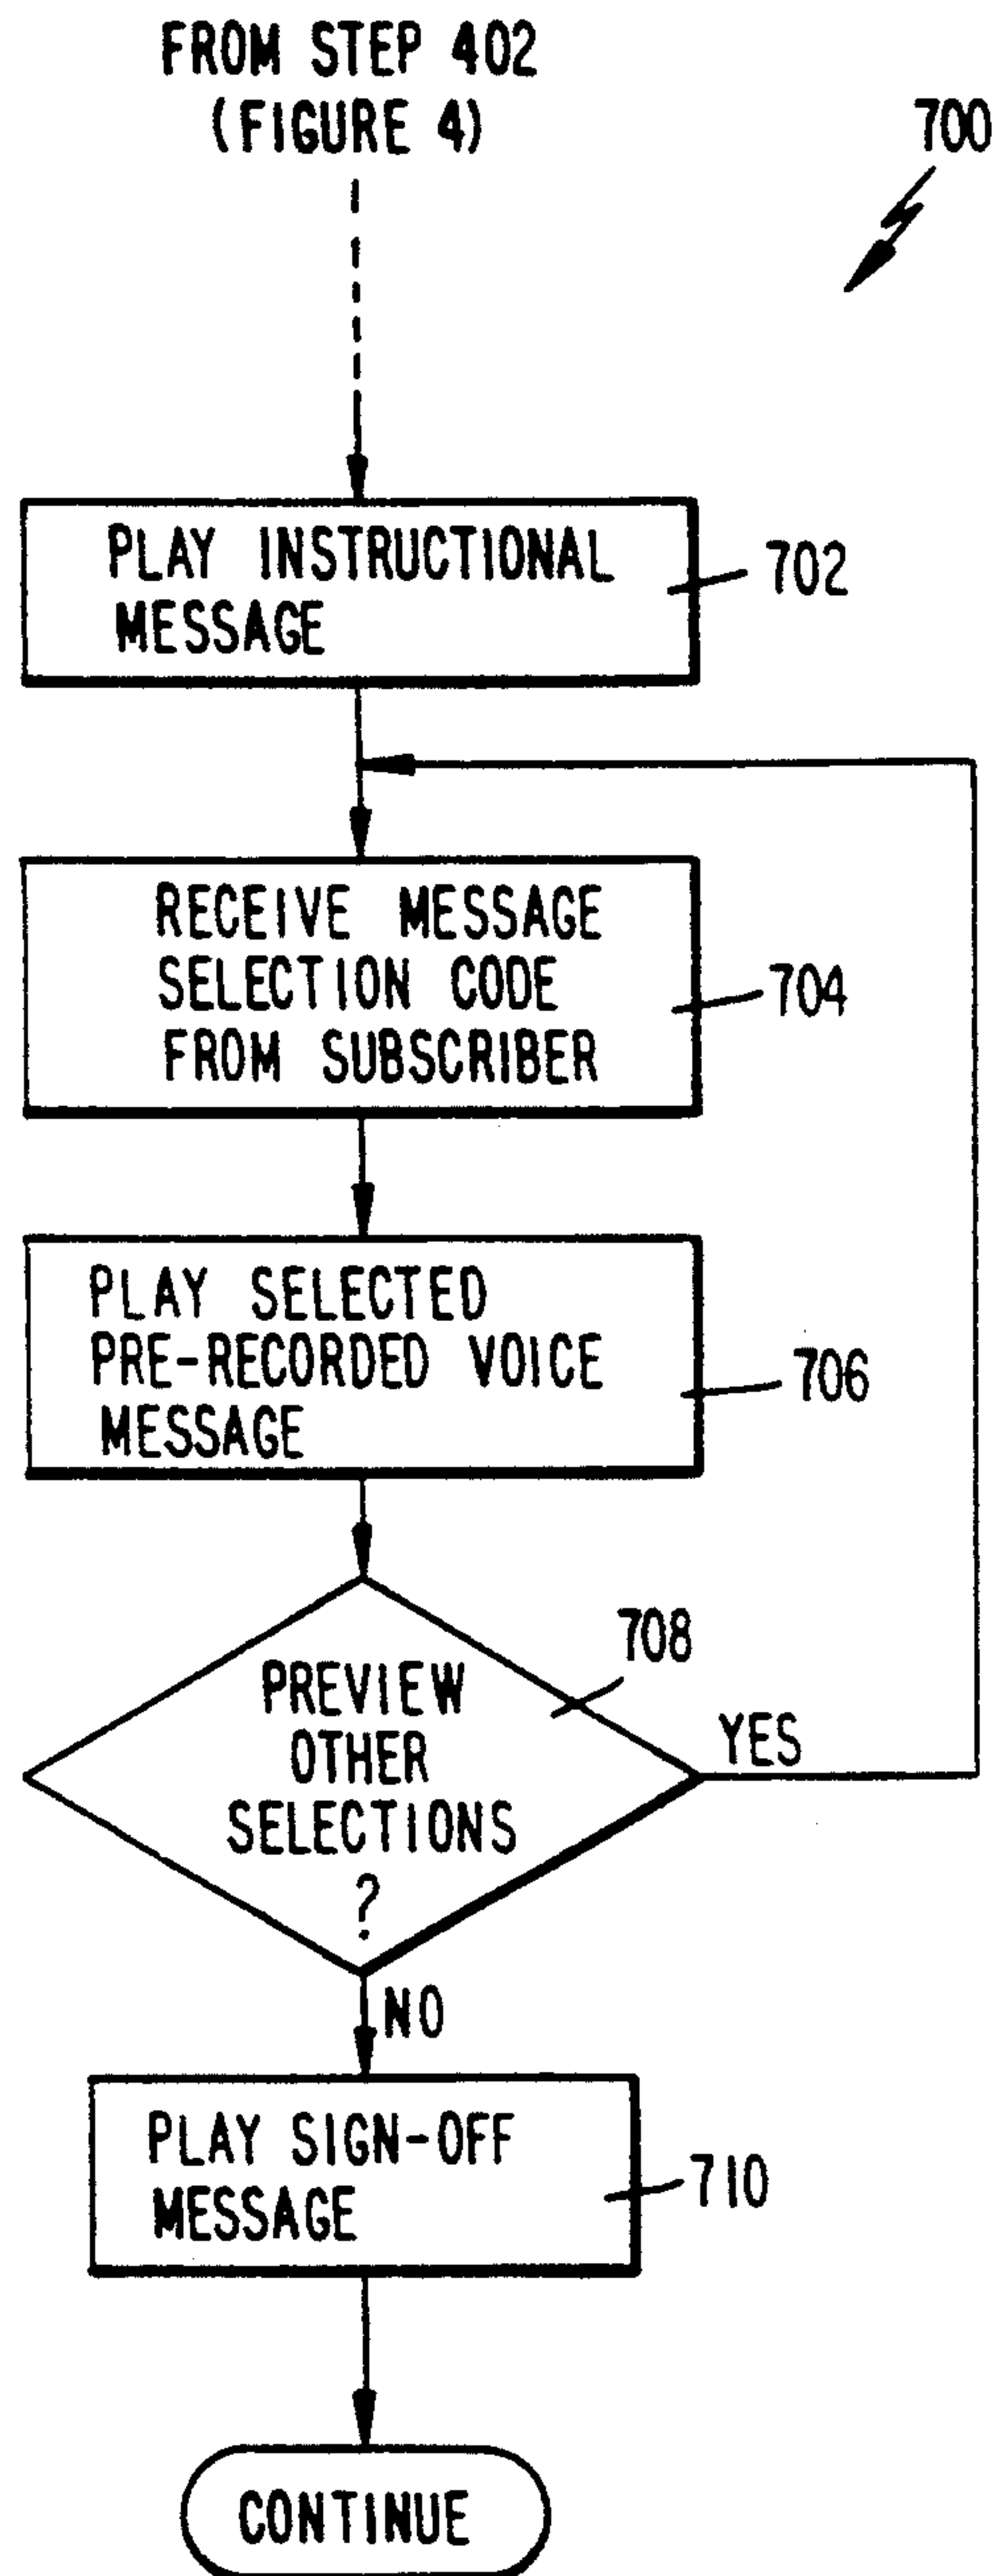 FROM STEP 402
(FIGURE 4)
700
PLAY INSTRUCTIONAL
MESSAGE
702
RECEIVE MESSAGE
SELECTION CODE
FROM SUBSCRIBER
704
PLAY SELECTED
PRE-RECORDED VOICE
MESSAGE
706
708
PREVIEW
OTHER
SELECTIONS
?
YES
NO
PLAY SIGN-OFF
MESSAGE
710
CONTINUE